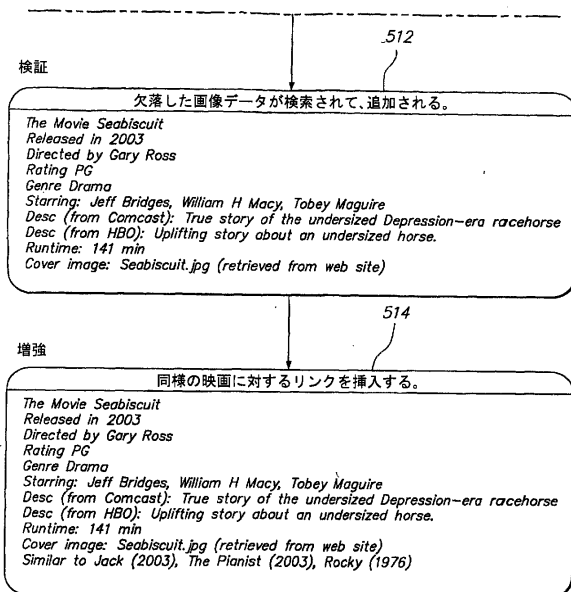 512
検証
欠落した画像データが検索されて、追加される。
The Movie Seabiscuit
Released in 2003
Directed by Gary Ross
Rating PG
Genre Drama
Starring: Jeff Bridges, William H Macy, Tobey Maguire
Desc (from Comcast): True story of the undersized Depression-era racehorse
Desc (from HBO): Uplifting story about an undersized horse.
Runtime: 141 min
Cover image: Seabiscuit.jpg (retrieved from web site)
514
増強
同様の映画に対するリンクを挿入する。
The Movie Seabiscuit
Released in 2003
Directed by Gary Ross
Rating PG
Genre Drama
Starring: Jeff Bridges, William H Macy, Tobey Maguire
Desc (from Comcast): True story of the undersized Depression-era racehorse
Desc (from HBO): Uplifting story about an undersized horse.
Runtime: 141 min
Cover image: Seabiscuit.jpg (retrieved from web site)
Similar to Jack (2003), The Pianist (2003), Rocky (1976)